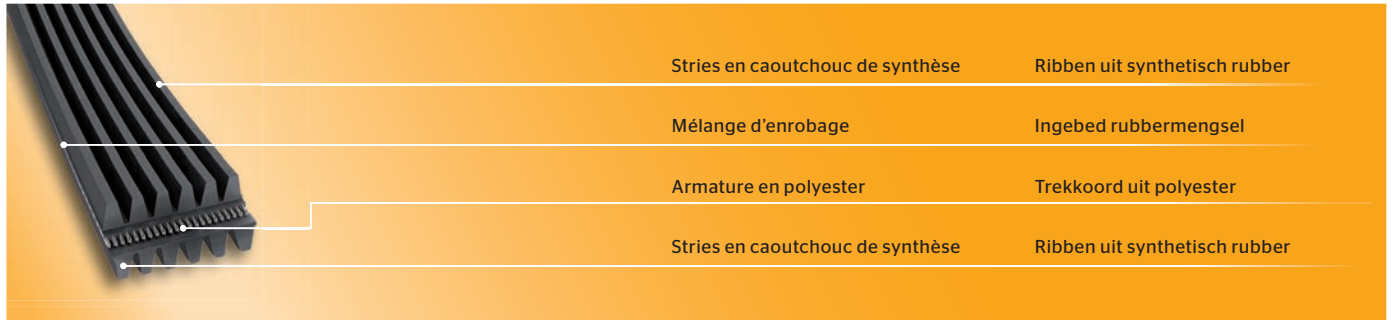 Stries en caoutchouc de synthèse Ribben uit synthetisch rubber
Mélange d'enrobage Ingebed rubbermengsel
Armature en polyester Trekkoord uit polyester
Stries en caoutchouc de synthèse Ribben uit synthetisch rubber